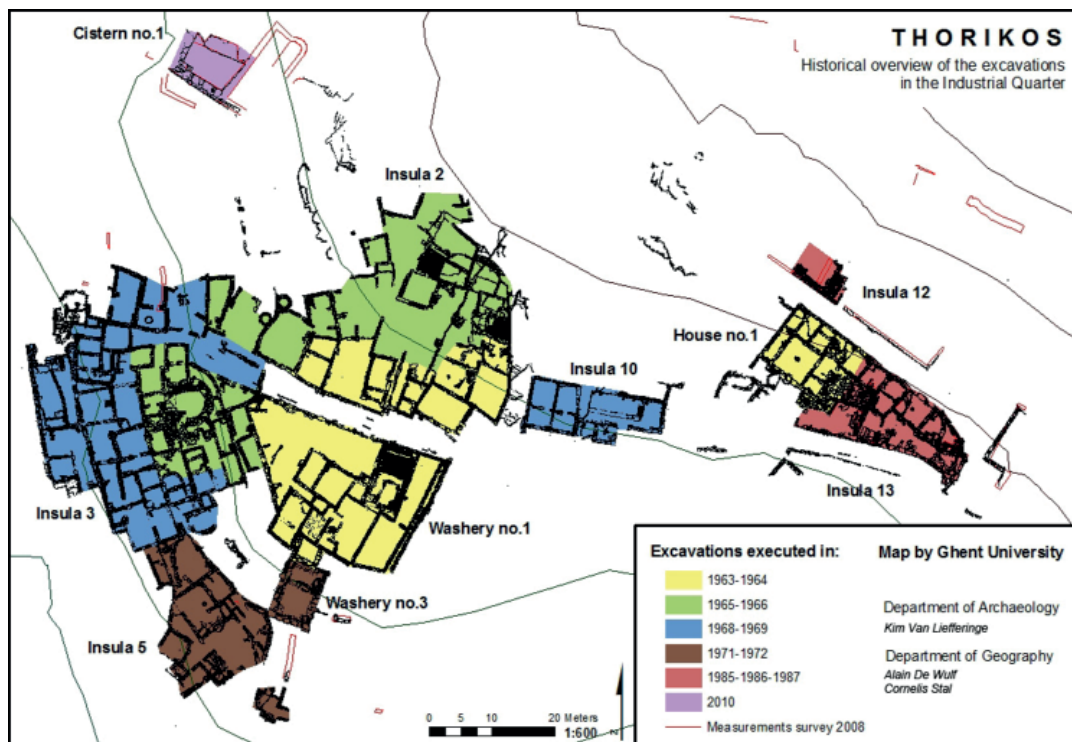 THORIKOS
Historical overview of the excavations
in the Industrial Quarter
Cistern no.1
Insula 2
Insula 12
House no.1
Insula 10
Insula 13
Insula 3
Washery no.1
Washery no.3
Insula 5
Excavations executed in:
1963-1964
1965-1966
1968-1969
1971-1972
1985-1986-1987
2010
Measurements survey 2008
Map by Ghent University
Department of Archaeology
Kim Van Liefferinge
Department of Geography
Alain De Wulf
Cornelis Stal
0 5 10 20 Meters
1:600
N